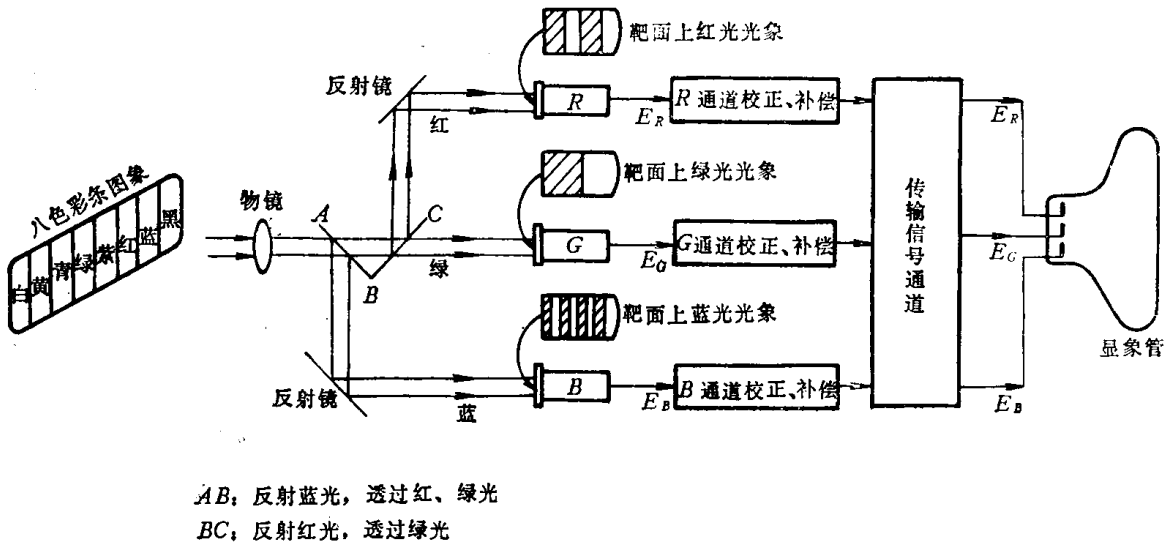 靶面上红光光象
反射镜
红
R
E_R
R 通道校正、补偿
E_R
八色彩条图象
白黄青绿紫红蓝黑
物镜
A
C
B
绿
靶面上绿光光象
G
E_G
G通道校正、补偿
传输信号通道
E_G
显象管
靶面上蓝光光象
反射镜
蓝
B
E_B
B 通道校正、补偿
E_B
AB：反射蓝光，透过红、绿光
BC：反射红光，透过绿光